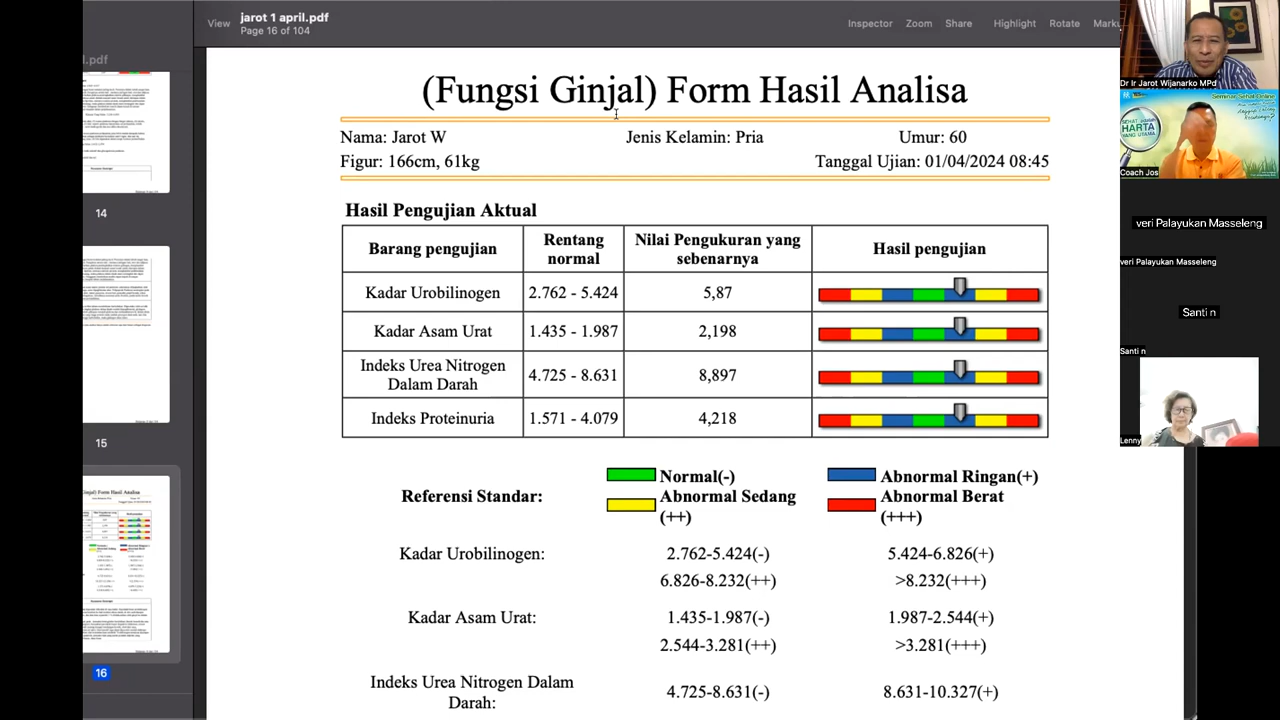 View
jarot 1 april.pdf
Page 16 of 104
Inspector Zoom Share Highlight Rotate
l.pdf
14
15
16
(Fungsi Ginjal) Form Hasil Analisa
Nama: Jarot W Jenis Kelamin: Pria Umur: 60
Figur: 166cm, 61kg Tanggal Ujian: 01/04/2024 08:45
Hasil Pengujian Aktual
Barang pengujian Rentang Nilai Pengukuran yang Hasil pengujian
sebenarnya
Kadar Urobilinogen 2.762 - 5.424
Kadar Asam Urat 1.435 - 1.987 2,198
Indeks Urea Nitrogen
Dalam Darah 4.725 - 8.631 8,897
Indeks Proteinuria 1.571 - 4.079 4,218
Referensi Standar:
Normal(-) Abnormal Ringan(+)
Abnormal Sedang Abnormal Berat
(++) (+++)
Kadar Urobilinogen: 2.762-5.424(-) 5.424-6.826(+)
6.826-8.232(++) >8.232(+++)
Kadar Asam Urat: 1.435-1.987(-) 1.987-2.544(+)
2.544-3.281(++) >3.281(+++)
Indeks Urea Nitrogen Dalam
Darah: 4.725-8.631(-) 8.631-10.327(+)
Dr Ir Jarot Wijanarko MPd
Seminar Sehat Online
SEHAT adalah
HARTA
YANG UTAMA
Coach Jos
veri Palayukan Masseleng
veri Palayukan Masseleng
Santi n
Santi n
Lenny